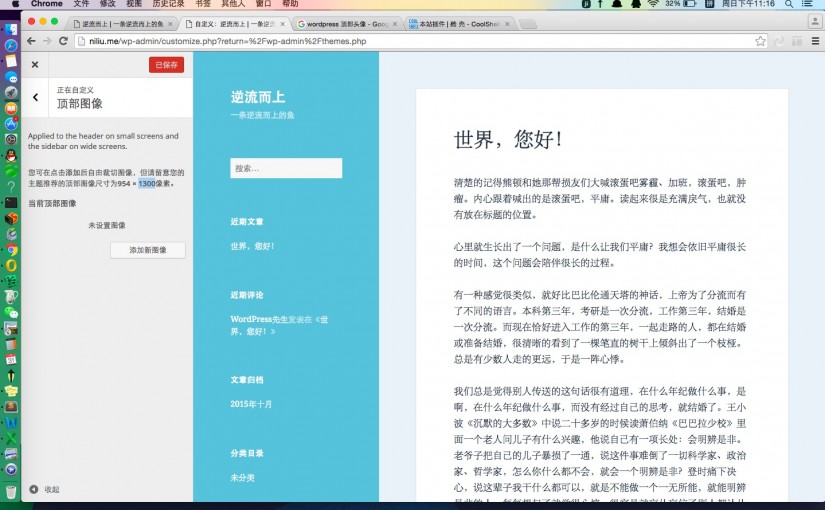 Chrome 文件 修改 视图 历史记录 书签 其他人 窗口 帮助 32% 周日下午11:16
逆流而上 | 一条逆流而上的鱼
自定义：逆流而上 | 一条逆流
wordpress 顶部头像 - Goog
本站插件 | 酷 壳 - CoolShell
niliu.me/wp-admin/customize.php?return=%2Fwp-admin%2Fthemes.php
已保存
正在自定义
顶部图像
Applied to the header on small screens and
the sidebar on wide screens.
您可在点击添加后自由裁切图像，但请留意您的
主题推荐的顶部图像尺寸为954 × 1300像素。
当前顶部图像
未设置图像
添加新图像
收起
逆流而上
一条逆流而上的鱼
搜索…
近期文章
世界，您好！
近期评论
WordPress先生发表在《世
界，您好！》
文章归档
2015年十月
分类目录
未分类
世界，您好！
清楚的记得熊顿和她那帮损友们大喊滚蛋吧雾霾、加班，滚蛋吧，肿
瘤。内心跟着喊出的是滚蛋吧，平庸。读起来很是充满戾气，也就没
有放在标题的位置。
心里就生长出了一个问题，是什么让我们平庸？我想会依旧平庸很长
的时间，这个问题会陪伴很长的过程。
有一种感觉很类似，就好比巴比伦通天塔的神话，上帝为了分流而有
了不同的语言。本科第三年，考研是一次分流，工作第三年，结婚是
一次分流。而现在恰好进入工作的第三年，一起走路的人，都在结婚
或准备结婚，很清晰的看到了一棵笔直的树干上倾斜出了一个枝桠。
总是有少数人走的更远，于是一阵心悸。
我们总是觉得别人传送的这句话很有道理，在什么年纪做什么事，是
啊，在什么年纪做什么事，而没有经过自己的思考，就结婚了。王小
波《沉默的大多数》中说二十多岁的时候读萧伯纳《巴巴拉少校》里
面一个老人问儿子有什么兴趣，他说自己有一项长处：会明辨是非。
老爷子把自己的儿子暴损了一通，说这件事难倒了一切科学家、政治
家、哲学家，怎么你什么都不会，就会一个明辨是非？登时痛下决
心，说这辈子我干什么都可以，就是不能做一个一无所能，就能明辨